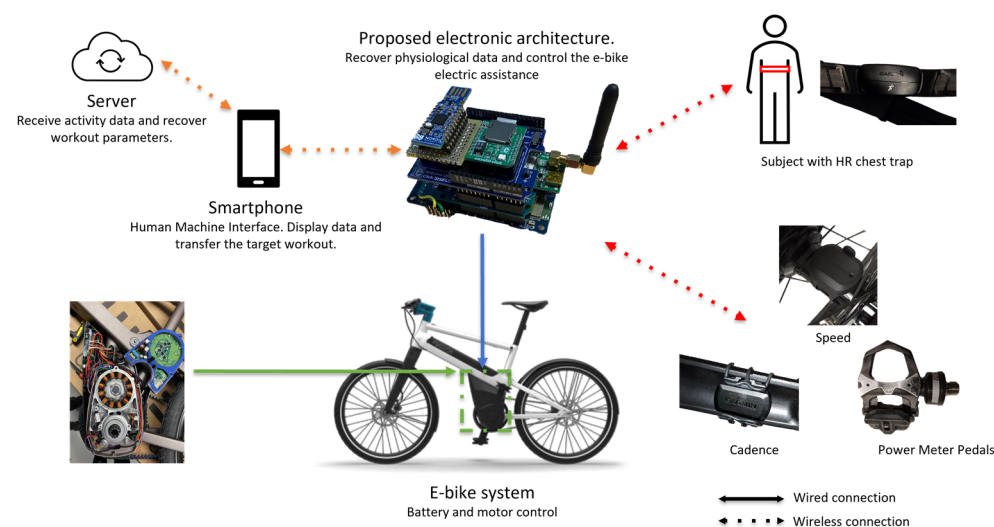 Proposed electronic architecture.
Recover physiological data and control the e-bike
electric assistance
Server
Receive activity data and recover
workout parameters.
Smartphone
Human Machine Interface. Display data and
transfer the target workout.
Subject with HR chest trap
Speed
Cadence
Power Meter Pedals
E-bike system
Battery and motor control
Wired connection
Wireless connection